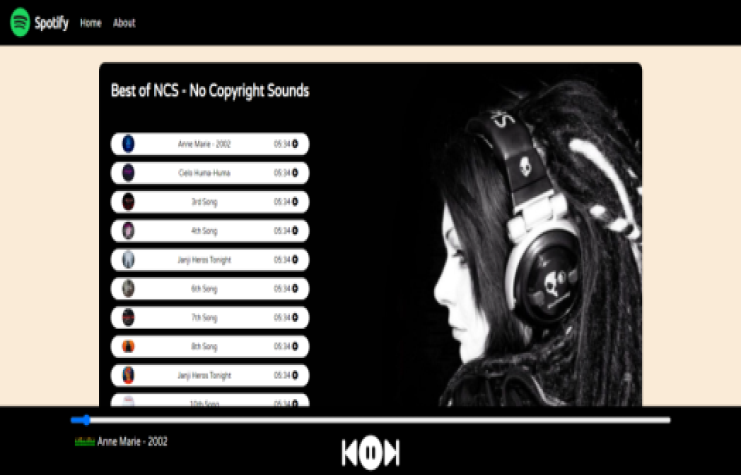 Spotify Home About
Best of NCS - No Copyright Sounds
Anne Marie - 2002 05:34
Cielo Huma-Huma 05:34
3rd Song 05:34
4th Song 05:34
Janji Heros Tonight 05:34
6th Song 05:34
7th Song 05:34
8th Song 05:34
Janji Heros Tonight 05:34
10th Song 05:34
Anne Marie - 2002